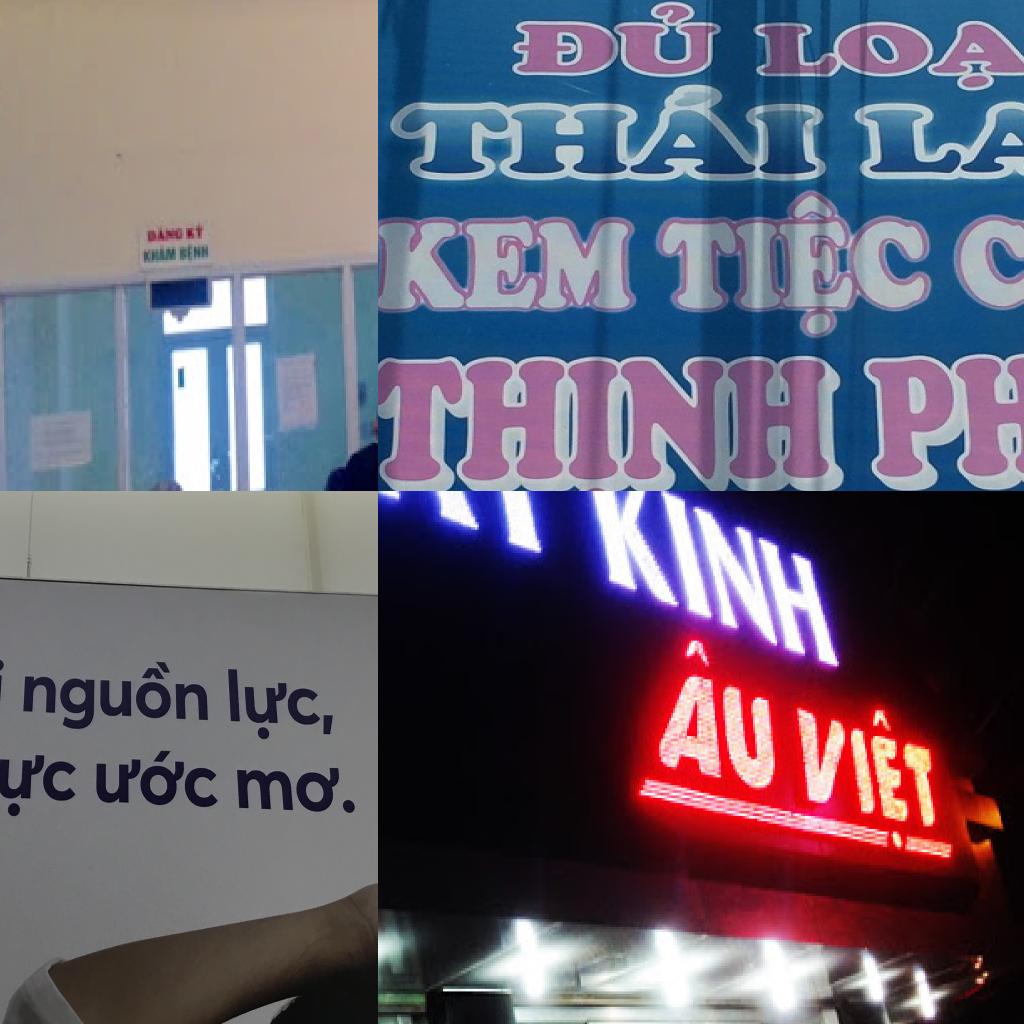 ĐĂNG KÝ
KHÁM BỆNH
ĐỦ LOẠ
THÁI LA
KEM TIỆC C
THỊNH PH
i nguồn lực,
ực ước mơ.
KINH
ÂU VIỆT